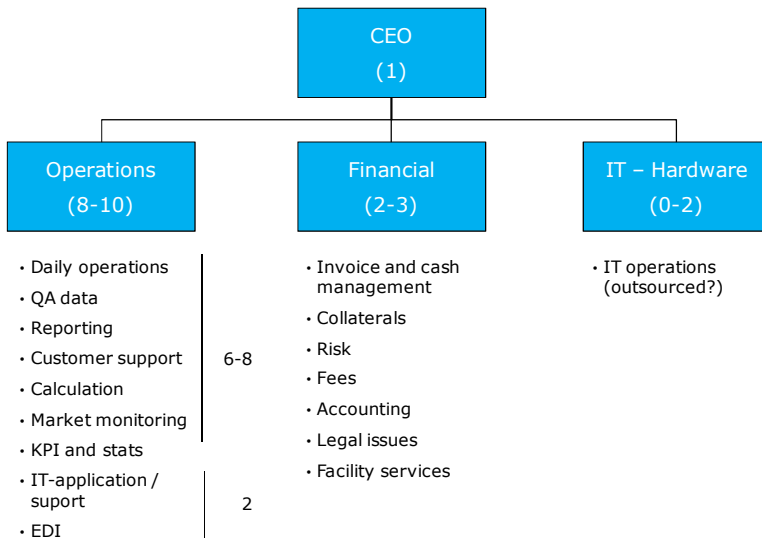 CEO
(1)
Operations
(8-10)
Financial
(2-3)
IT – Hardware
(0-2)
• Daily operations
• QA data
• Reporting
• Customer support
• Calculation
• Market monitoring
• KPI and stats
6-8
• IT-application /
suport
• EDI
2
• Invoice and cash
management
• Collaterals
• Risk
• Fees
• Accounting
• Legal issues
• Facility services
• IT operations
(outsourced?)